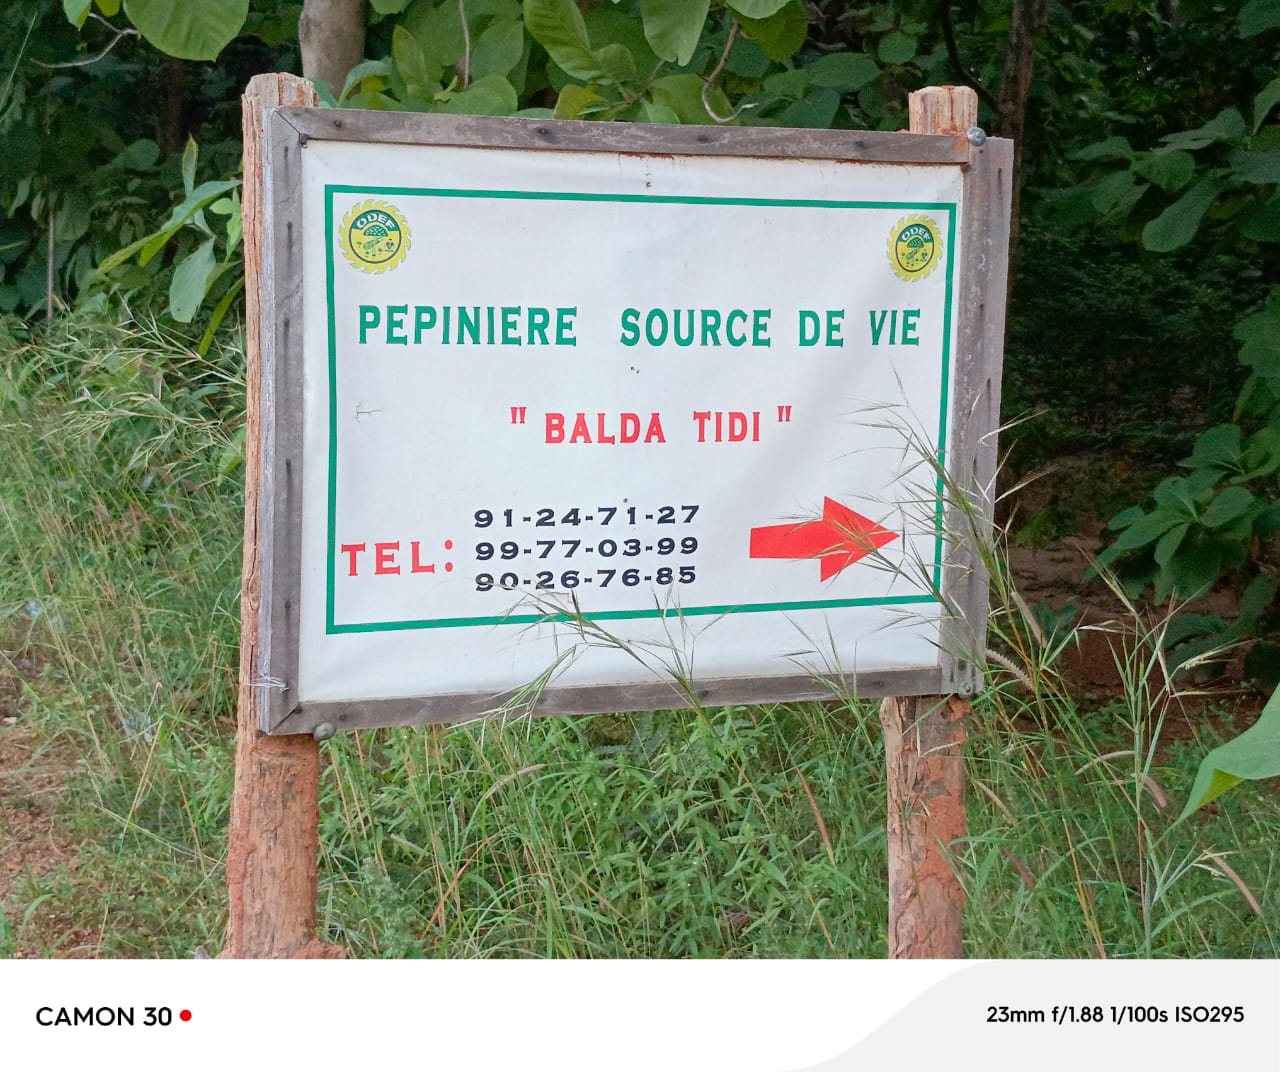 ODEF
ODEF
PEPINIERE SOURCE DE VIE
" BALDA TIDI "
TEL:
91-24-71-27
99-77-03-99
90-26-76-85
CAMON 30
23mm f/1.88 1/100s ISO295